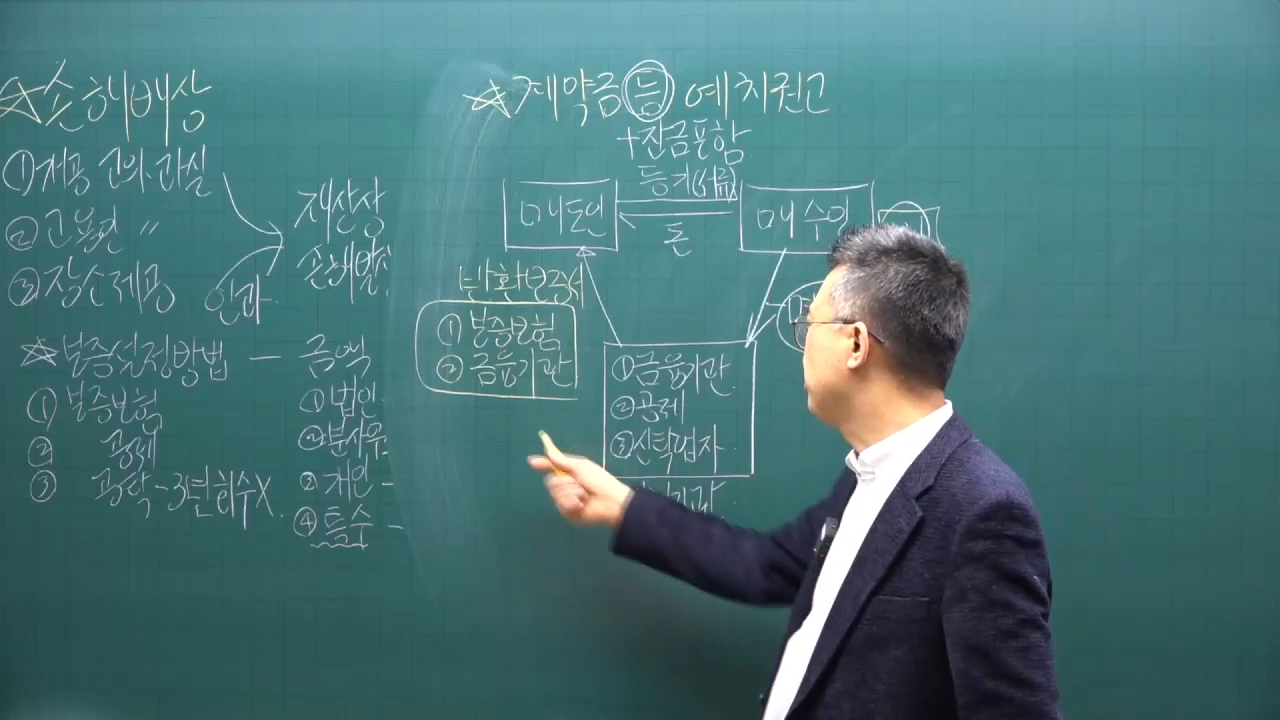 ☆손해배상
①개공 고의·과실
②고용인 〃
③장소제공
인과
재산상
손해발생
☆보증설정방법 - 금액
①보증보험
② 공제
③ 공탁-3년회수X
①법인
②분사무
③개인-
④특수-
☆계약금등 예치권고
+잔금포함
등기(서류)
매도인
매수인
돈
반환보증서
①보증보험
②금융기관
①금융기관
②공제
③신탁업자